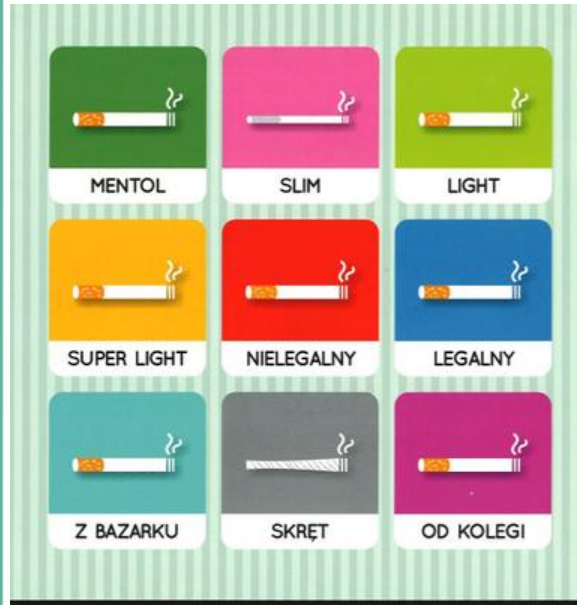 MENTOL
SLIM
LIGHT
SUPER LIGHT
NIELEGALNY
LEGALNY
Z BAZARKU
SKRĘT
OD KOLEGI